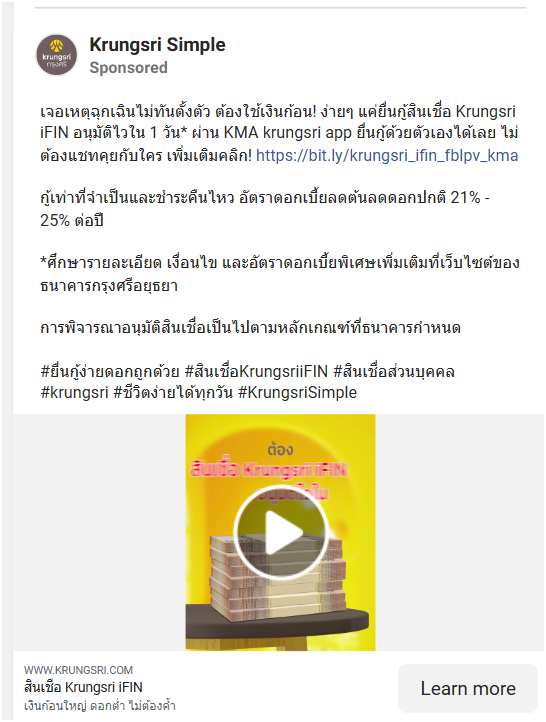 krungsri
กรุงศรี
Krungsri Simple
Sponsored
เจอเหตุฉุกเฉินไม่ทันตั้งตัว ต้องใช้เงินก้อน! ง่ายๆ แค่ยื่นกู้สินเชื่อ Krungsri
iFIN อนุมัติไวใน 1 วัน* ผ่าน KMA krungsri app ยื่นกู้ด้วยตัวเองได้เลย ไม่
ต้องแชทคุยกับใคร เพิ่มเติมคลิก! https://bit.ly/krungsri_ifin_fblpv_kma
กู้เท่าที่จำเป็นและชำระคืนไหว อัตราดอกเบี้ยลดต้นลดดอกปกติ 21% -
25% ต่อปี
*ศึกษารายละเอียด เงื่อนไข และอัตราดอกเบี้ยพิเศษเพิ่มเติมที่เว็บไซต์ของ
ธนาคารกรุงศรีอยุธยา
การพิจารณาอนุมัติสินเชื่อเป็นไปตามหลักเกณฑ์ที่ธนาคารกำหนด
#ยื่นกู้ง่ายดอกถูกด้วย #สินเชื่อKrungsriiFIN #สินเชื่อส่วนบุคคล
#krungsri #ชีวิตง่ายได้ทุกวัน #KrungsriSimple
ต้อง
สินเชื่อ Krungsri iFIN
WWW.KRUNGSRI.COM
สินเชื่อ Krungsri iFIN
เงินก้อนใหญ่ ดอกต่ำ ไม่ต้องค้ำ
Learn more